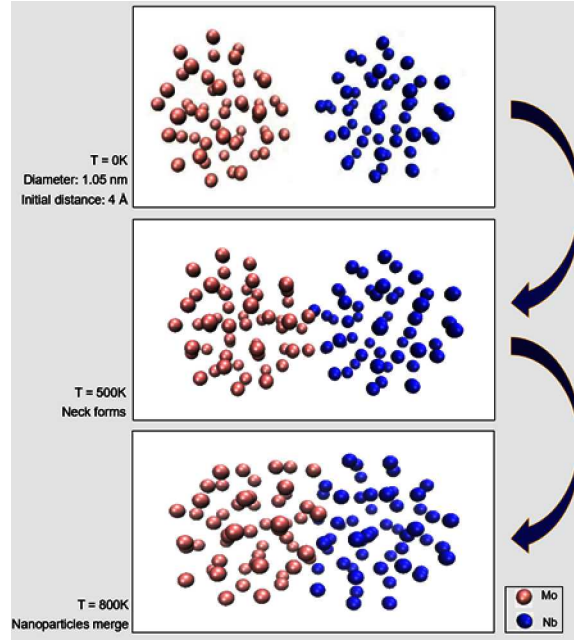 T = 0K
Diameter: 1.05 nm
Initial distance: 4 Å
T = 500K
Neck forms
T = 800K
Nanoparticles merge
Mo
Nb